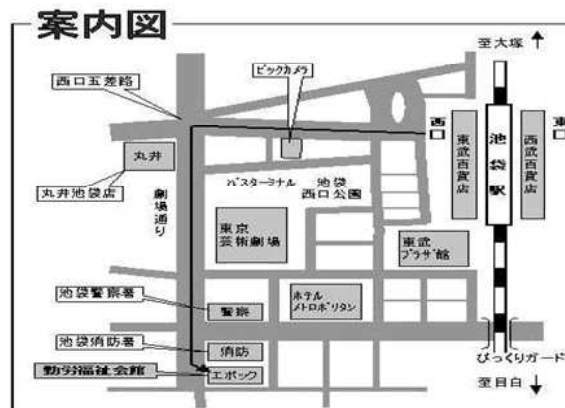 案内図
至大塚
西口五差路
ビックカメラ
西口
東武百貨店
池袋駅
西武百貨店
東口
丸井
丸井池袋店
劇場通り
バスターミナル
池袋
西口公園
東京
芸術劇場
東武
プラザ館
池袋警察署
警察
ホテル
メトロポリタン
池袋消防署
消防
びっくりガード
勤労福祉会館
エポック
至目白